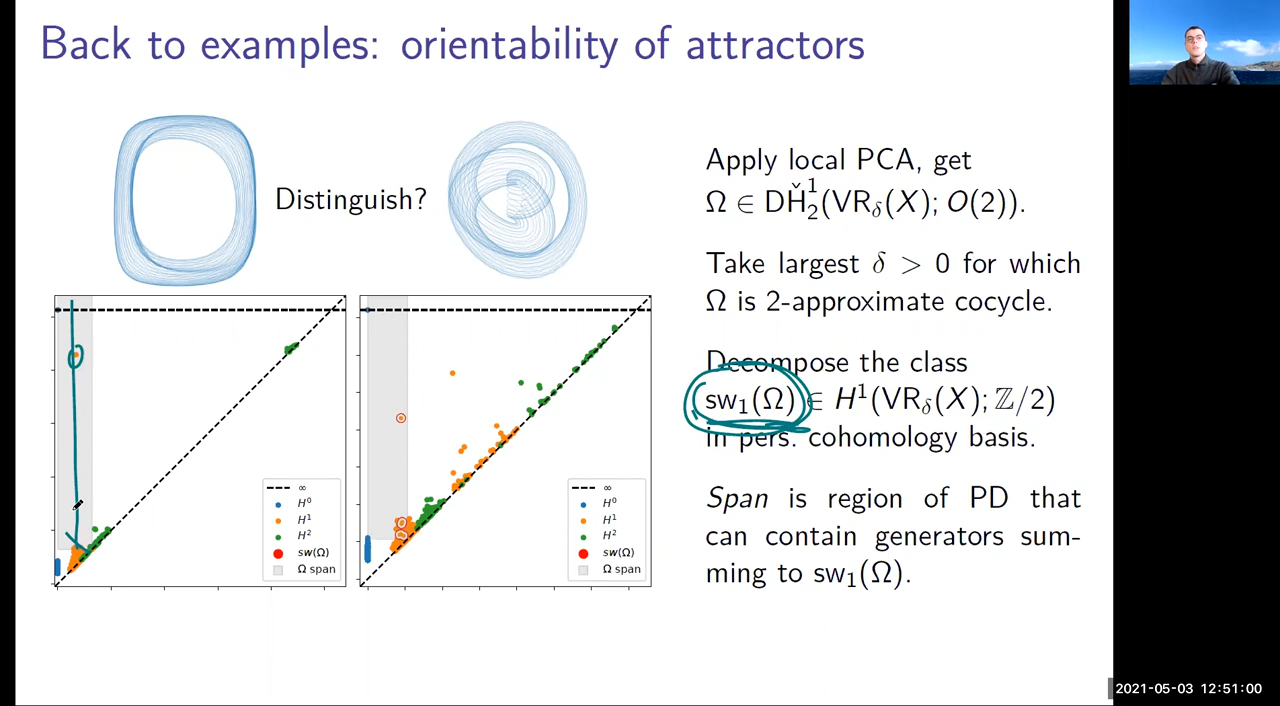 Back to examples: orientability of attractors
Distinguish?
∞
H⁰
H¹
H²
sw(Ω)
Ω span
∞
H⁰
H¹
H²
sw(Ω)
Ω span
Apply local PCA, get
Ω ∈ DȞ¹₂(VR_δ(X); O(2)).
Take largest δ > 0 for which
Ω is 2-approximate cocycle.
Decompose the class
sw₁(Ω) ∈ H¹(VR_δ(X); ℤ/2)
in pers. cohomology basis.
Span is region of PD that
can contain generators sum-
ming to sw₁(Ω).
2021-05-03 12:51:00